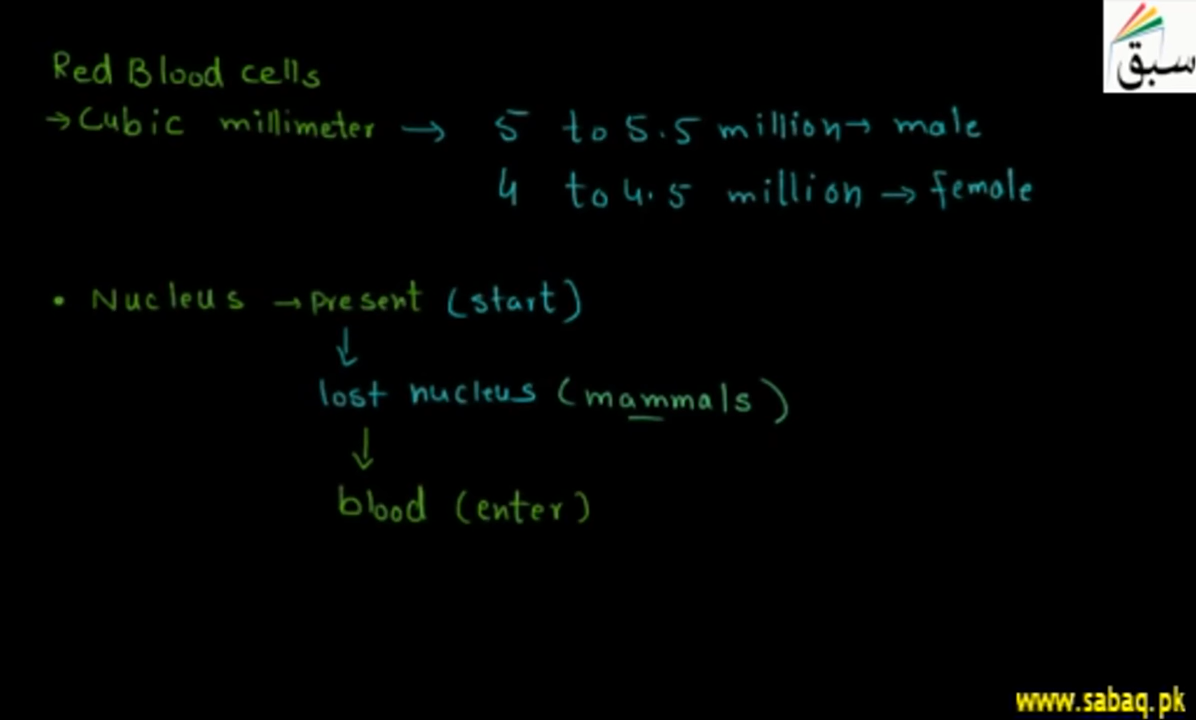 سبق
Red Blood cells
→ Cubic millimeter → 5 to 5.5 million → male
4 to 4.5 million → female
• Nucleus → present (start)
↓
lost nucleus (mammals)
↓
blood (enter)
www.sabaq.pk